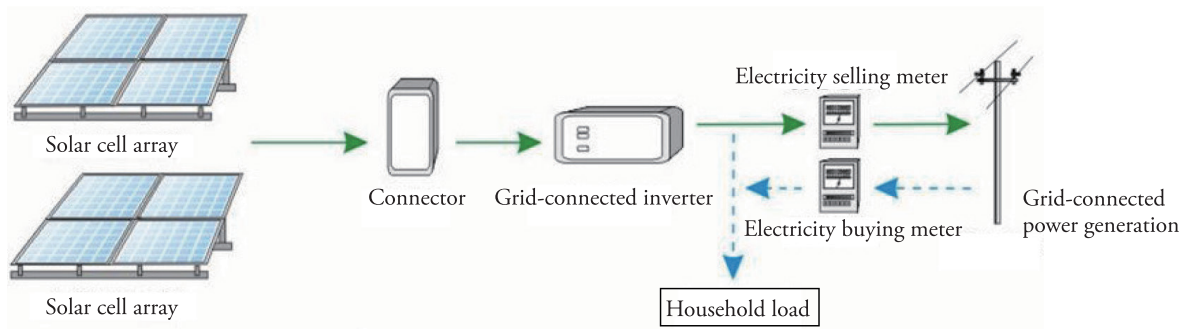 Electricity selling meter
Solar cell array
Connector
Grid-connected inverter
Grid-connected
power generation
Electricity buying meter
Solar cell array
Household load